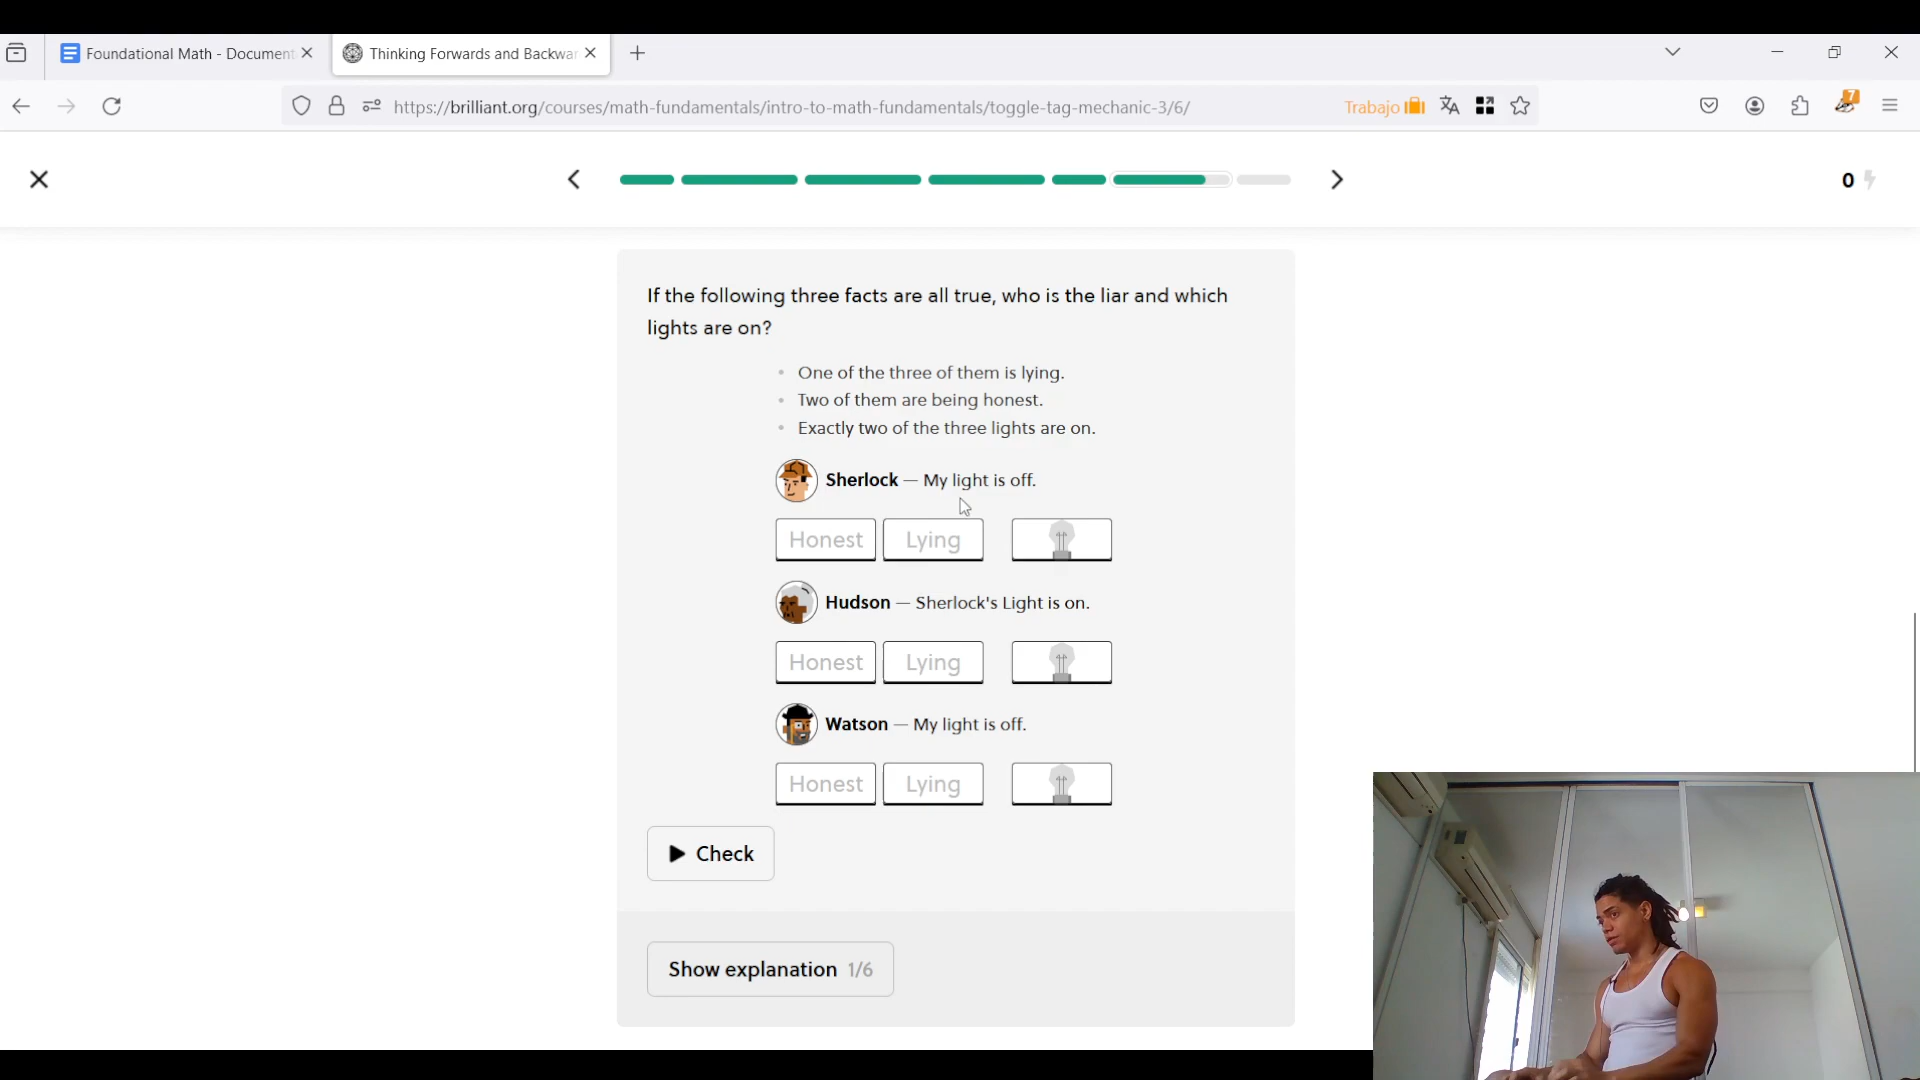 Foundational Math - Document
Thinking Forwards and Backwar
https://brilliant.org/courses/math-fundamentals/intro-to-math-fundamentals/toggle-tag-mechanic-3/6/
Trabajo
7
0
If the following three facts are all true, who is the liar and which
lights are on?
One of the three of them is lying.
Two of them are being honest.
Exactly two of the three lights are on.
Sherlock — My light is off.
Honest Lying
Hudson — Sherlock's Light is on.
Honest Lying
Watson — My light is off.
Honest Lying
Check
Show explanation 1/6